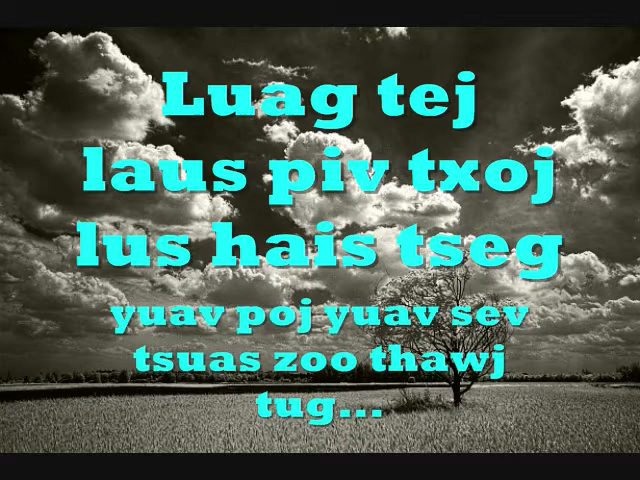 Luag tej
laus piv txoj
lus hais tseg
yuav poj yuav sev
tsuas zoo thawj
tug...